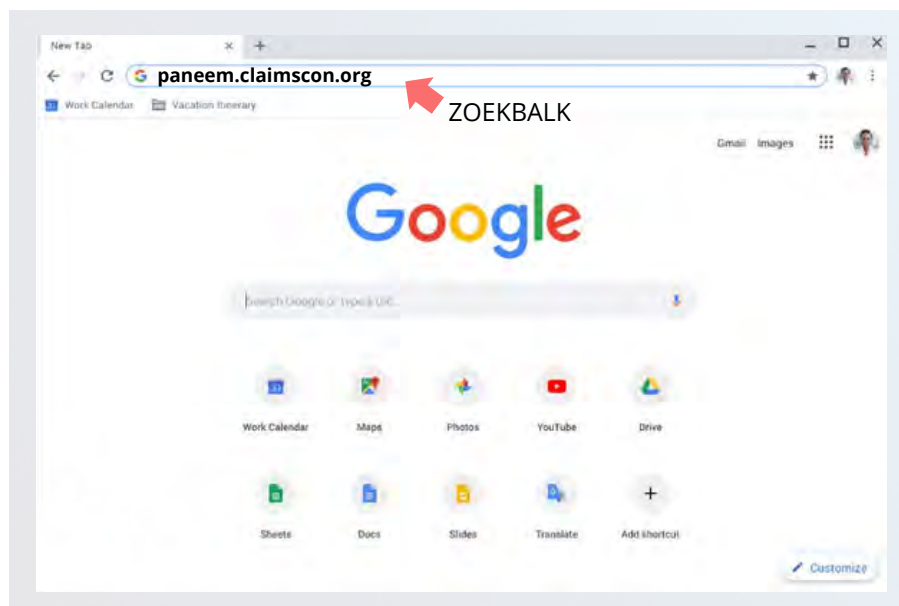 New Tab
paneem.claimscon.org
Work Calendar Vacation Itinerary
ZOEKBALK
Gmail Images
Google
Search Google or type a URL
Work Calendar Maps Photos YouTube Drive
Sheets Docs Slides Translate Add shortcut
Customize